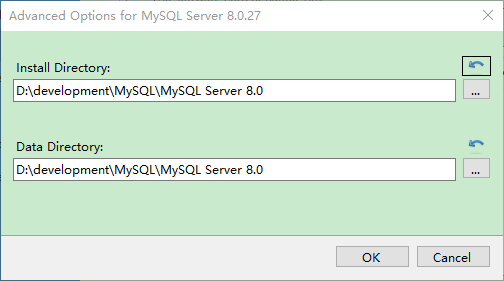 Advanced Options for MySQL Server 8.0.27
Install Directory:
D:\development\MySQL\MySQL Server 8.0
...
Data Directory:
D:\development\MySQL\MySQL Server 8.0
...
OK
Cancel